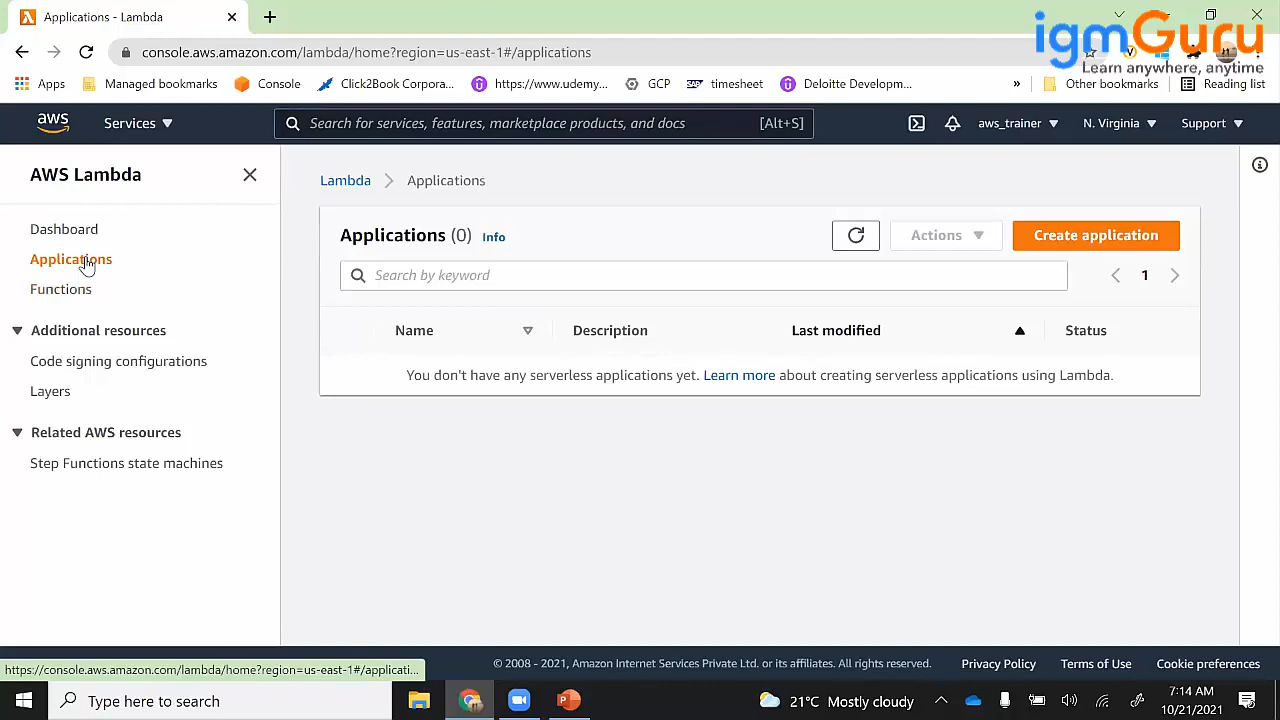 Applications - Lambda
console.aws.amazon.com/lambda/home?region=us-east-1#/applications
igmGuru
Learn anywhere, anytime
Apps
Managed bookmarks
Console
Click2Book Corpora...
https://www.udemy...
GCP
timesheet
Deloitte Developm...
»
Other bookmarks
Reading list
aws
Services
Search for services, features, marketplace products, and docs
[Alt+S]
aws_trainer
N. Virginia
Support
AWS Lambda
Dashboard
Applications
Functions
Additional resources
Code signing configurations
Layers
Related AWS resources
Step Functions state machines
Lambda > Applications
Applications (0) Info
Actions
Create application
Search by keyword
1
Name
Description
Last modified
Status
You don't have any serverless applications yet. Learn more about creating serverless applications using Lambda.
https://console.aws.amazon.com/lambda/home?region=us-east-1#/applicati...
© 2008 - 2021, Amazon Internet Services Private Ltd. or its affiliates. All rights reserved.
Privacy Policy
Terms of Use
Cookie preferences
Type here to search
21°C Mostly cloudy
7:14 AM
10/21/2021